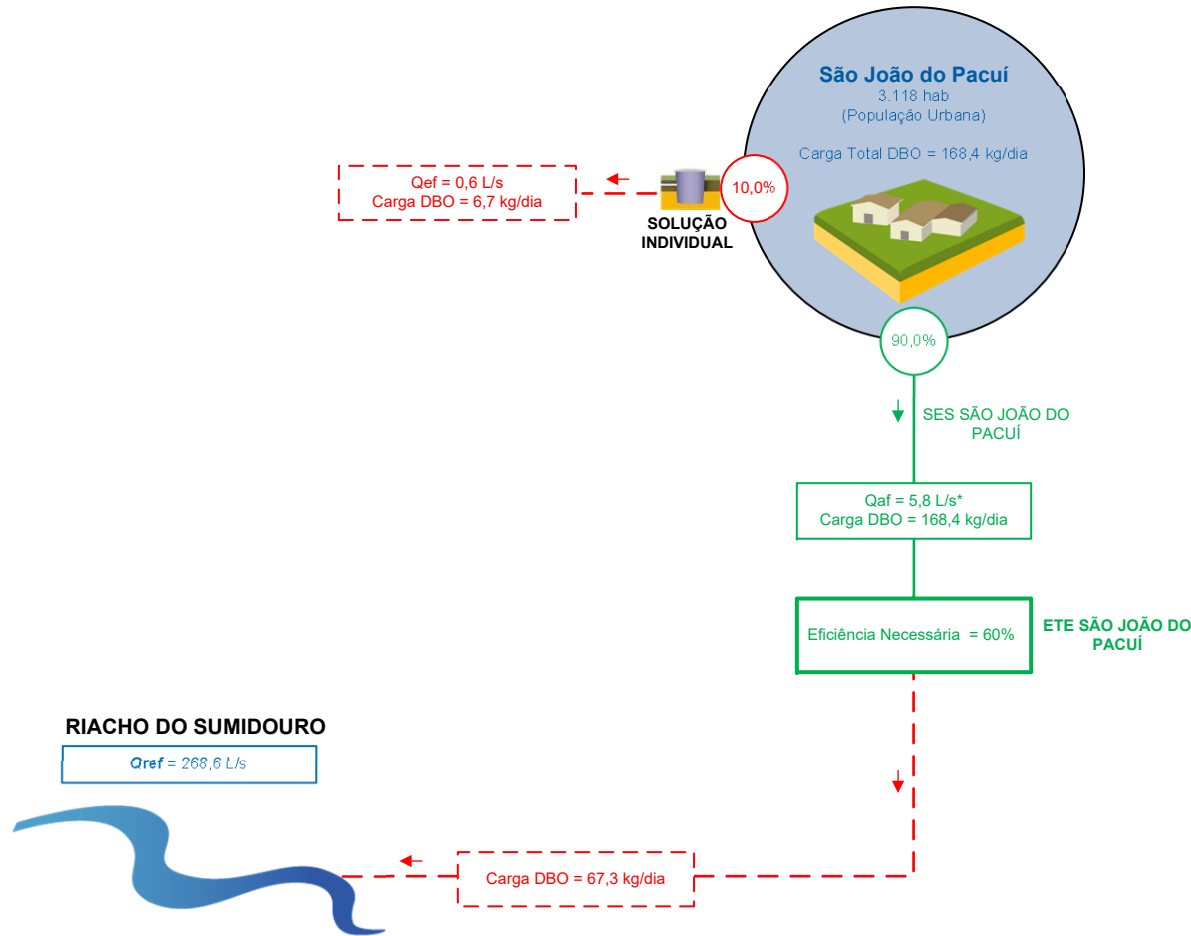 São João do Pacuí
3.118 hab
(População Urbana)
Carga Total DBO = 168,4 kg/dia
10,0%
SOLUÇÃO
INDIVIDUAL
Qef = 0,6 L/s
Carga DBO = 6,7 kg/dia
90,0%
SES SÃO JOÃO DO
PACUÍ
Qaf = 5,8 L/s*
Carga DBO = 168,4 kg/dia
Eficiência Necessária = 60%
ETE SÃO JOÃO DO
PACUÍ
RIACHO DO SUMIDOURO
Qref = 268,6 L/s
Carga DBO = 67,3 kg/dia